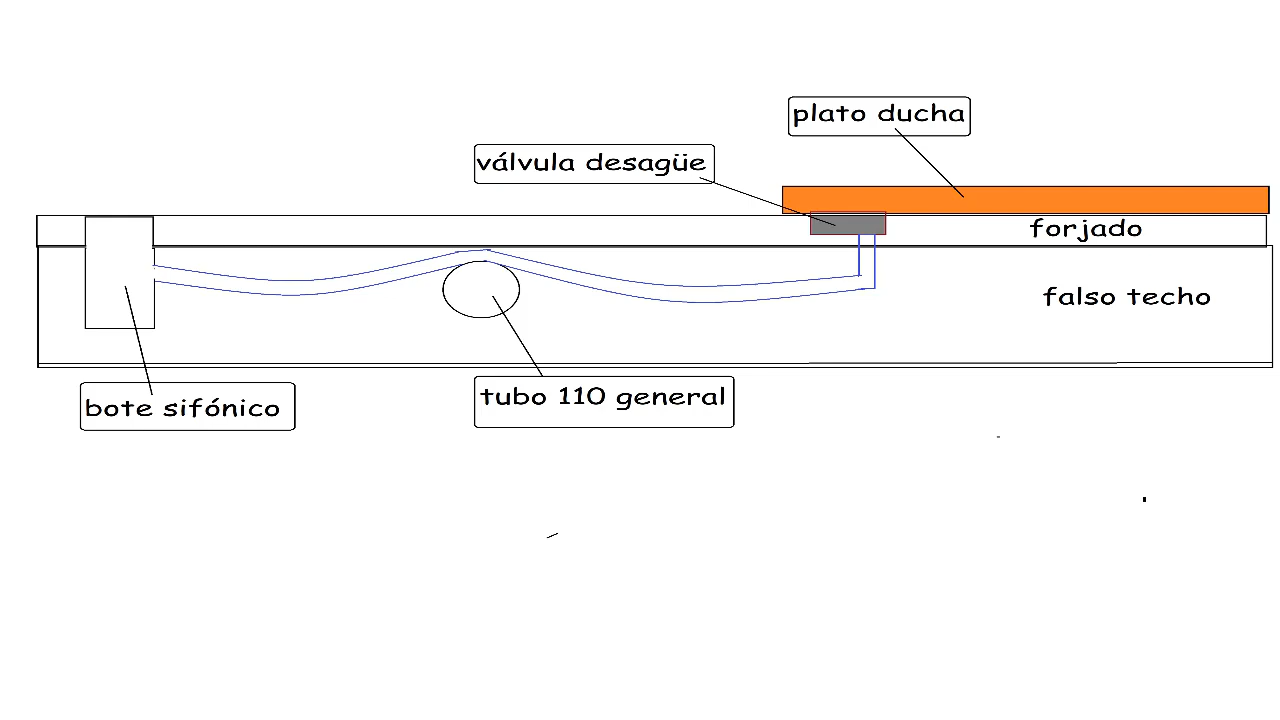 plato ducha
válvula desagüe
forjado
falso techo
bote sifónico
tubo 110 general